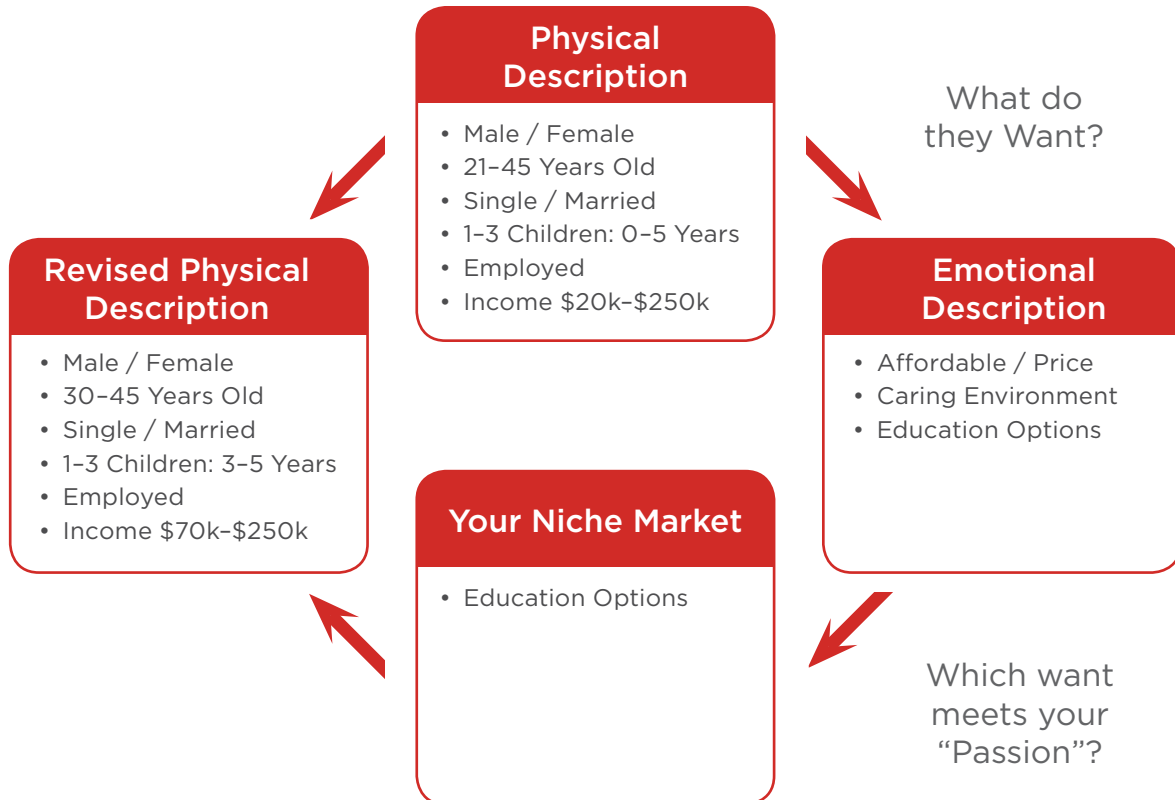 Physical
Description
• Male / Female
• 21–45 Years Old
• Single / Married
• 1–3 Children: 0–5 Years
• Employed
• Income $20k–$250k
What do
they Want?
Revised Physical
Description
• Male / Female
• 30–45 Years Old
• Single / Married
• 1–3 Children: 3–5 Years
• Employed
• Income $70k–$250k
Emotional
Description
• Affordable / Price
• Caring Environment
• Education Options
Your Niche Market
• Education Options
Which want
meets your
“Passion”?